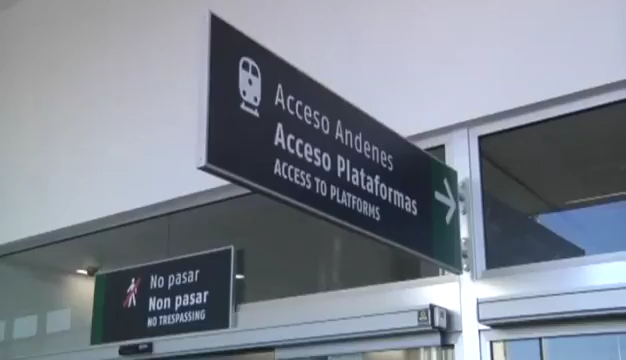 Acceso Andenes
Acceso Plataformas
ACCESS TO PLATFORMS
No pasar
Non pasar
NO TRESPASSING